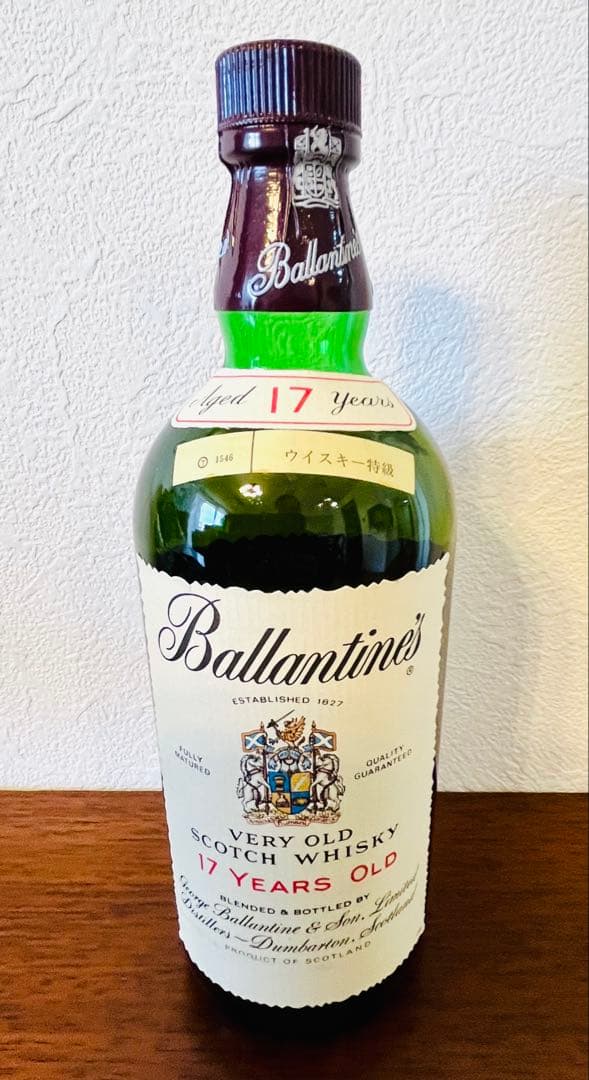 Ballantine's
Aged 17 Years
Ⓣ 1546 ウイスキー特級
Ballantine's
®
ESTABLISHED 1827
FULLY
MATURED
QUALITY
GUARANTEED
VERY OLD
SCOTCH WHISKY
17 YEARS OLD
BLENDED & BOTTLED BY
George Ballantine & Son, Limited
Distillers-Dumbarton, Scotland
PRODUCT OF SCOTLAND